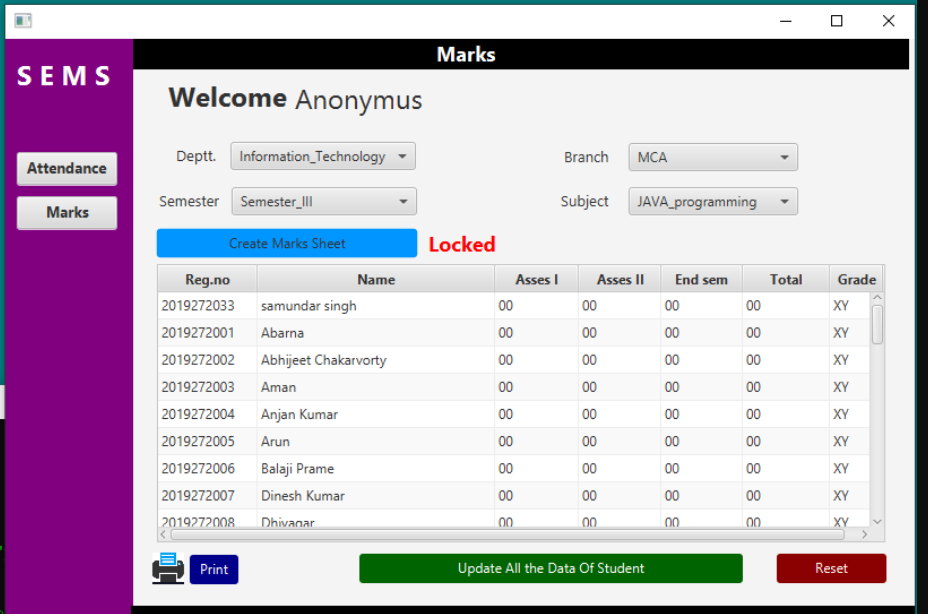 Marks
S E M S
Welcome Anonymus
Deptt. Information_Technology Branch MCA
Attendance
Semester Semester_III Subject JAVA_programming
Marks
Create Marks Sheet Locked
Reg.no Name Asses I Asses II End sem Total Grade
2019272033 samundar singh 00 00 00 00 XY
2019272001 Abarna 00 00 00 00 XY
2019272002 Abhijeet Chakarvorty 00 00 00 00 XY
2019272003 Aman 00 00 00 00 XY
2019272004 Anjan Kumar 00 00 00 00 XY
2019272005 Arun 00 00 00 00 XY
2019272006 Balaji Prame 00 00 00 00 XY
2019272007 Dinesh Kumar 00 00 00 00 XY
2019272008 Dhivagar 00 00 00 00 XY
Print Update All the Data Of Student Reset